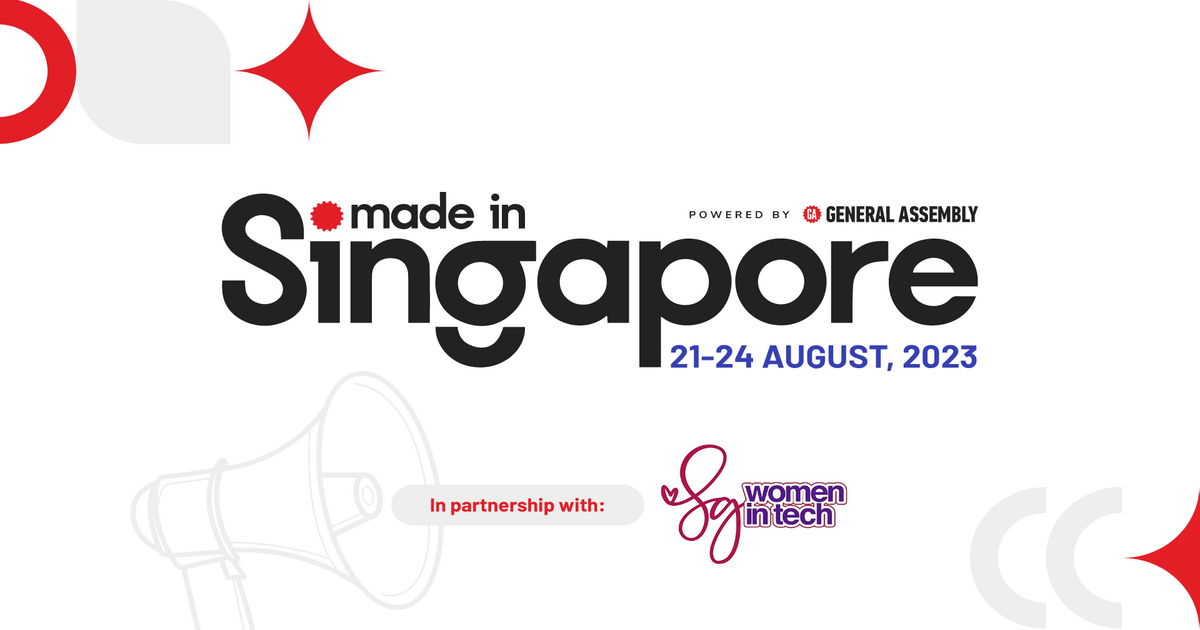 made in
POWERED BY GA GENERAL ASSEMBLY
Singapore
21-24 AUGUST, 2023
In partnership with:
Sg women
in tech